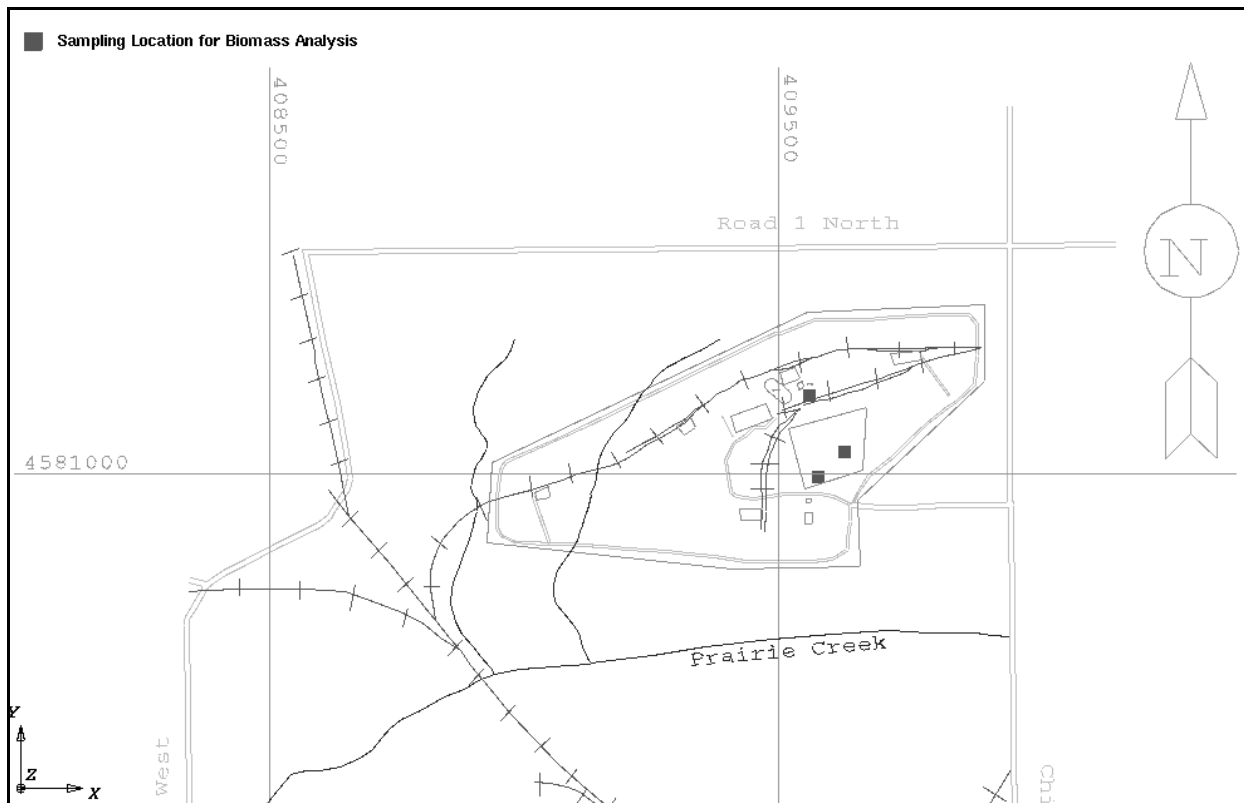 Sampling Location for Biomass Analysis
408500
409500
Road 1 North
N
4581000
Prairie Creek
Y
Z
X
West